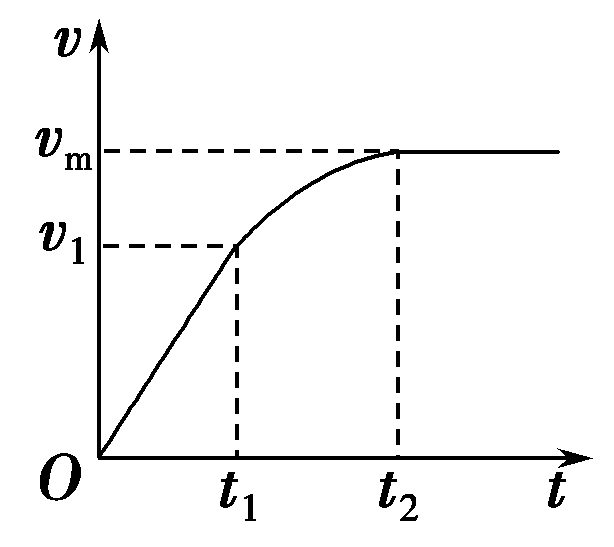 v
vₘ
v₁
O
t₁
t₂
t